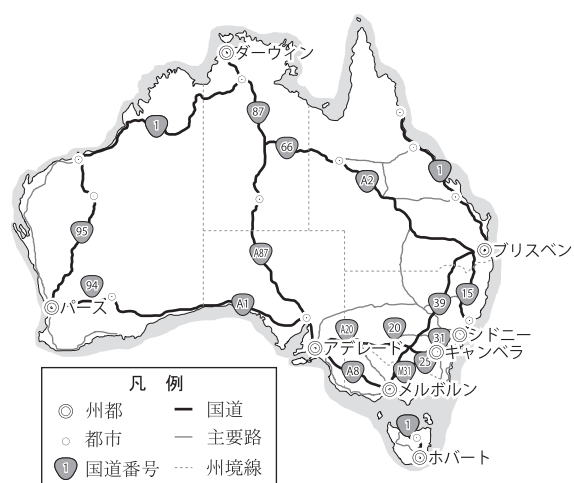 ダーウィン
1
87
66
A2
1
95
A87
ブリスベン
94
パース
A1
39
15
A20
20
31
シドニー
アデレード
キャンベラ
25
A8
M31
メルボルン
1
ホバート
凡 例
州都
国道
都市
主要路
1 国道番号
州境線